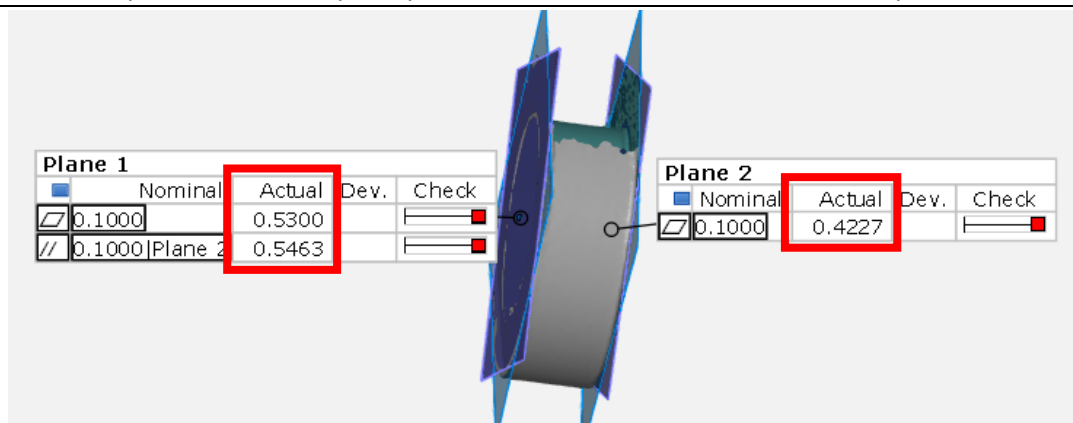 Plane 1
Nominal Actual Dev. Check
⏥ 0.1000 0.5300
// 0.1000|Plane 2 0.5463
Plane 2
Nominal Actual Dev. Check
⏥ 0.1000 0.4227